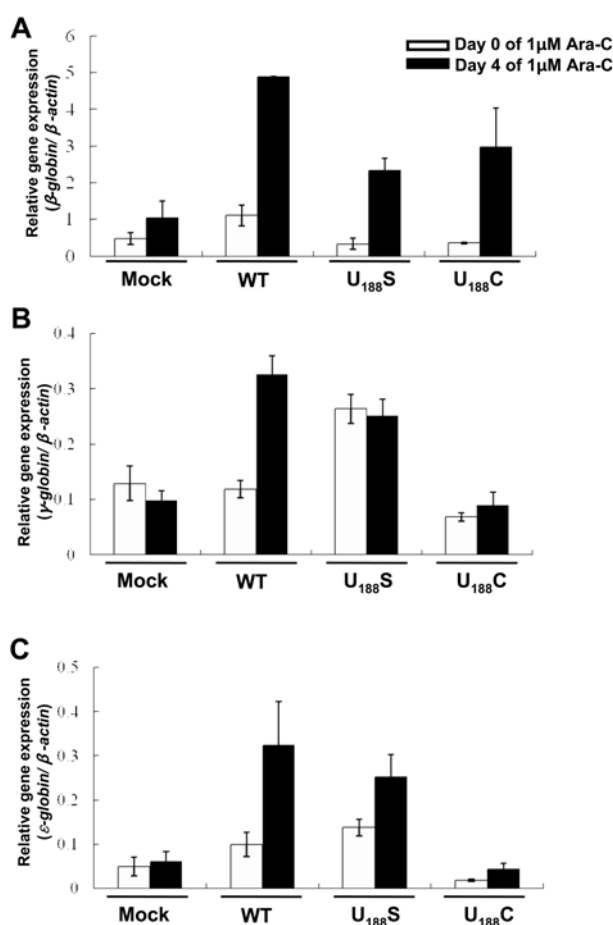 A
Day 0 of 1μM Ara-C
Day 4 of 1μM Ara-C
Relative gene expression
(β-globin/ β-actin)
6
5
4
3
2
1
0
Mock WT U₁₈₈S U₁₈₈C
B
Relative gene expression
(γ-globin/ β-actin)
0.4
0.3
0.2
0.1
0
Mock WT U₁₈₈S U₁₈₈C
C
Relative gene expression
(ε-globin/ β-actin)
0.5
0.4
0.3
0.2
0.1
0
Mock WT U₁₈₈S U₁₈₈C